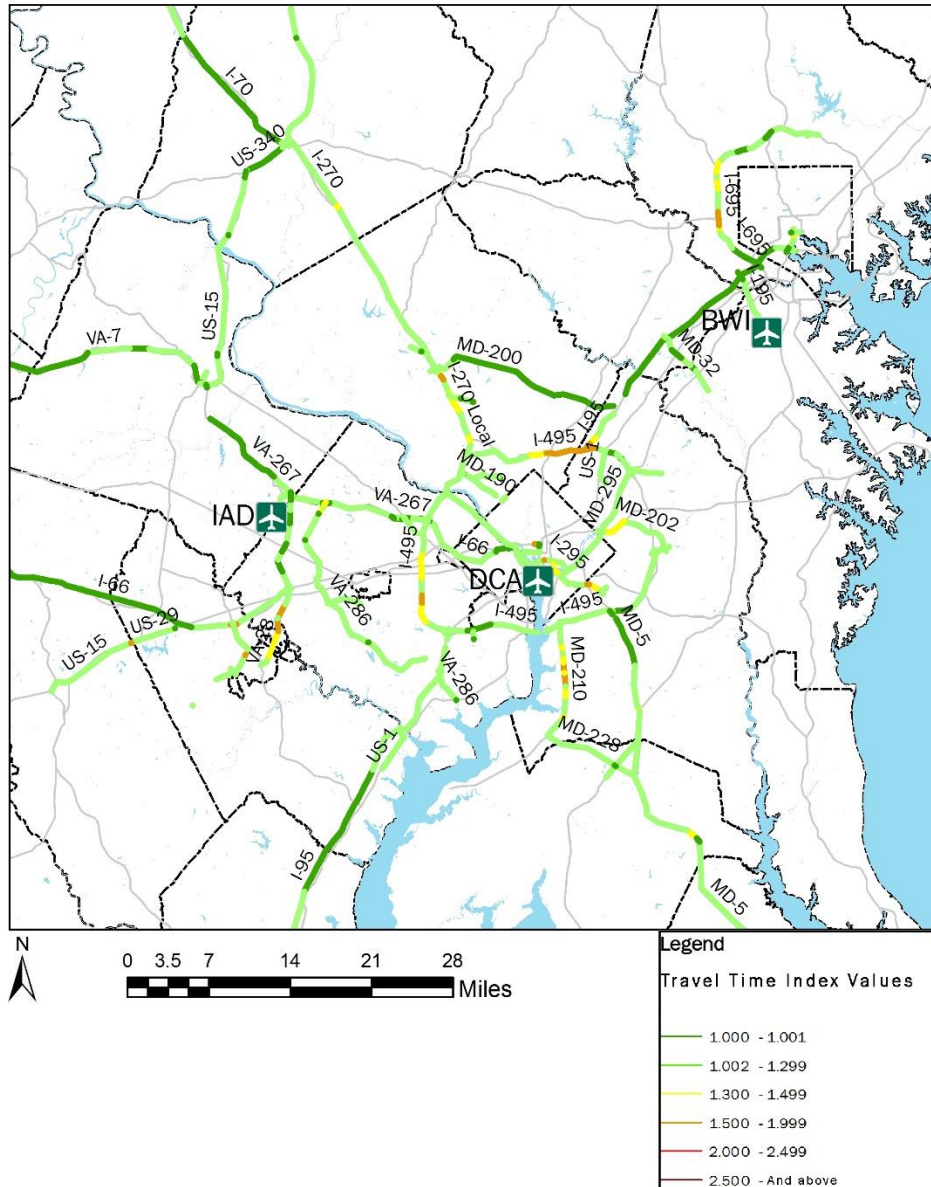 I-70
US-340
I-270
I-695
I-695
195
BWI
US-15
VA-7
MD-32
MD-200
I-270 Local
I-95
I-495
US-1
MD-190
MD-295
VA-267
VA-267
MD-202
IAD
I-495
I-66
I-295
DCA
I-66
US-29
US-15
VA-286
I-495
I-495
MD-5
VA-28
VA-286
MD-210
US-1
MD-228
I-95
MD-5
N
0 3.5 7 14 21 28
Miles
Legend
Travel Time Index Values
1.000 - 1.001
1.002 - 1.299
1.300 - 1.499
1.500 - 1.999
2.000 - 2.499
2.500 - And above